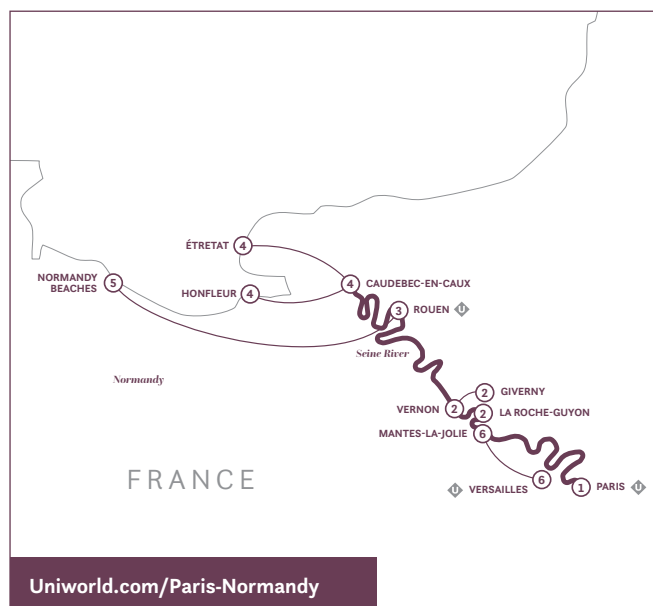 ÉTRETAT
4
NORMANDY
BEACHES
5
HONFLEUR
4
4
CAUDEBEC-EN-CAUX
3
ROUEN
U
Seine River
Normandy
2
GIVERNY
VERNON
2
2
LA ROCHE-GUYON
MANTES-LA-JOLIE
6
FRANCE
U
VERSAILLES
6
1
PARIS
U
Uniworld.com/Paris-Normandy